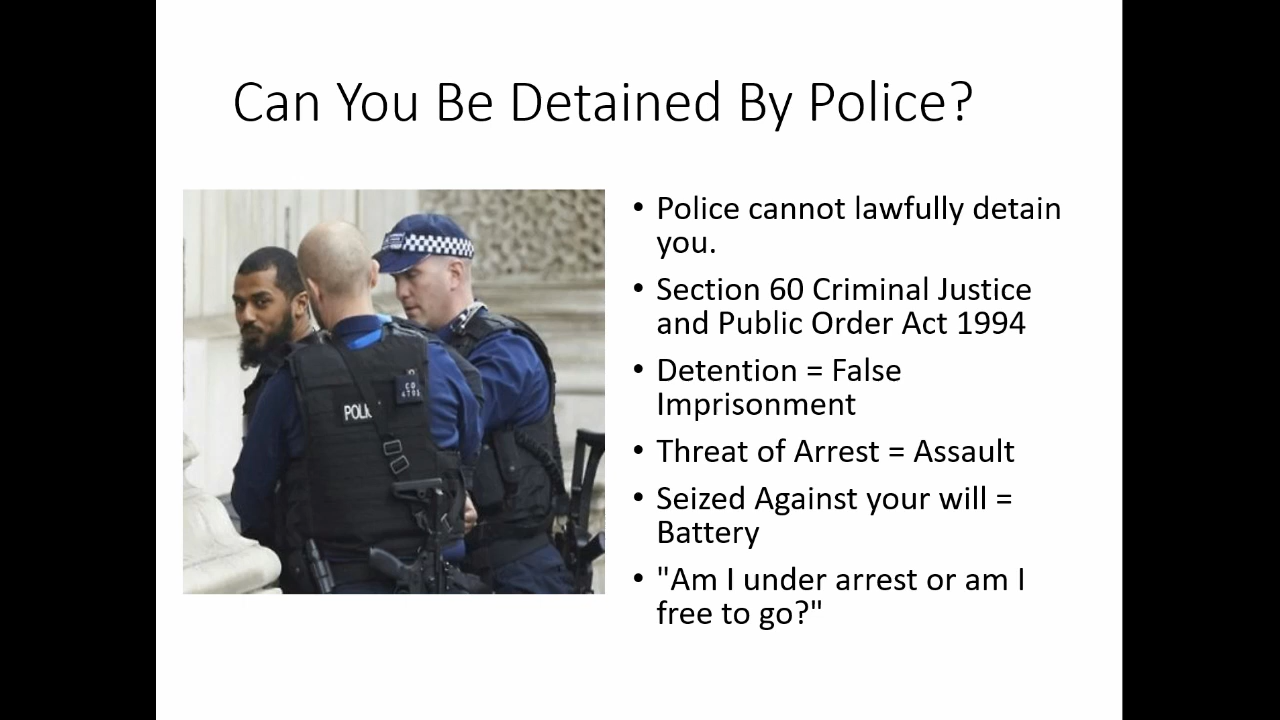 Can You Be Detained By Police?
• Police cannot lawfully detain
you.
• Section 60 Criminal Justice
and Public Order Act 1994
• Detention = False
Imprisonment
• Threat of Arrest = Assault
• Seized Against your will =
Battery
• "Am I under arrest or am I
free to go?"
POLIC
CO